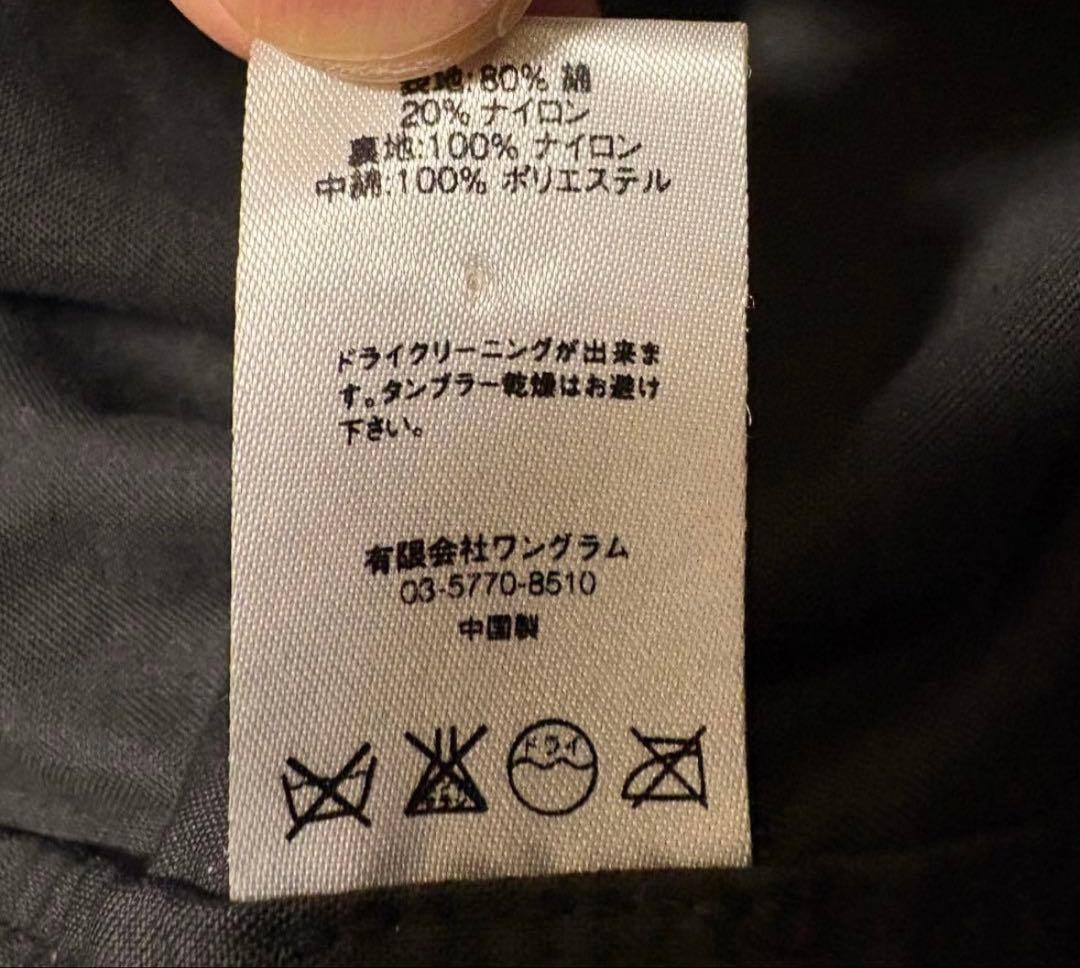 表地:80% 綿
20% ナイロン
裏地:100% ナイロン
中綿:100% ポリエステル
ドライクリーニングが出来ま
す。タンブラー乾燥はお避け
下さい。
有限会社ワングラム
03-5770-8510
中国製
ドライ